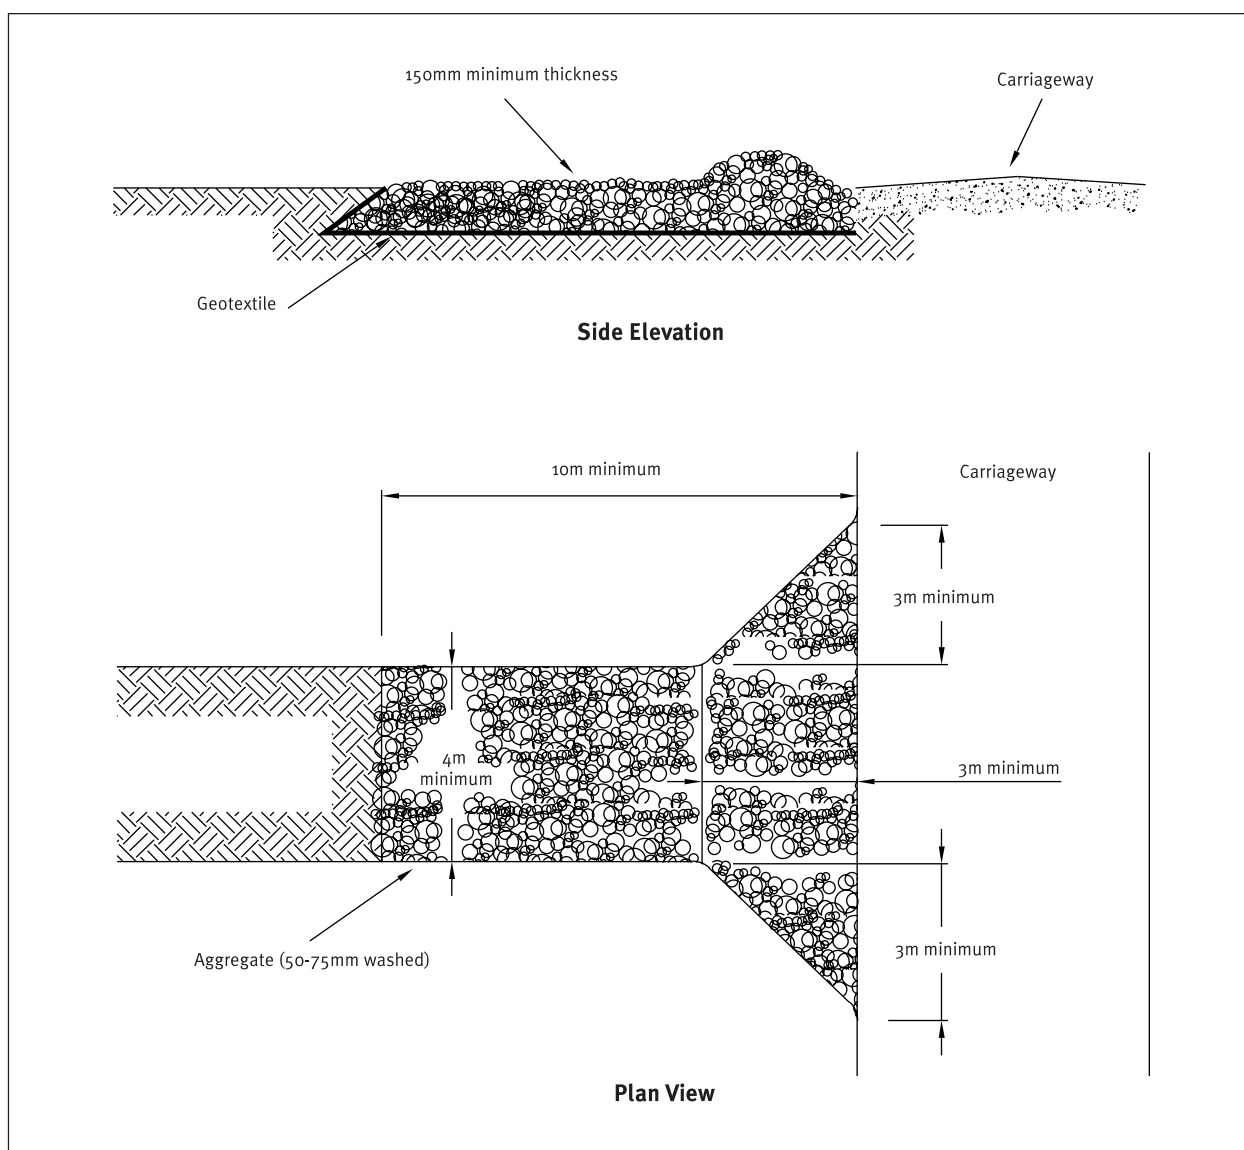 150mm minimum thickness
Carriageway
Geotextile
Side Elevation
10m minimum
Carriageway
3m minimum
4m
minimum
3m minimum
3m minimum
Aggregate (50-75mm washed)
Plan View